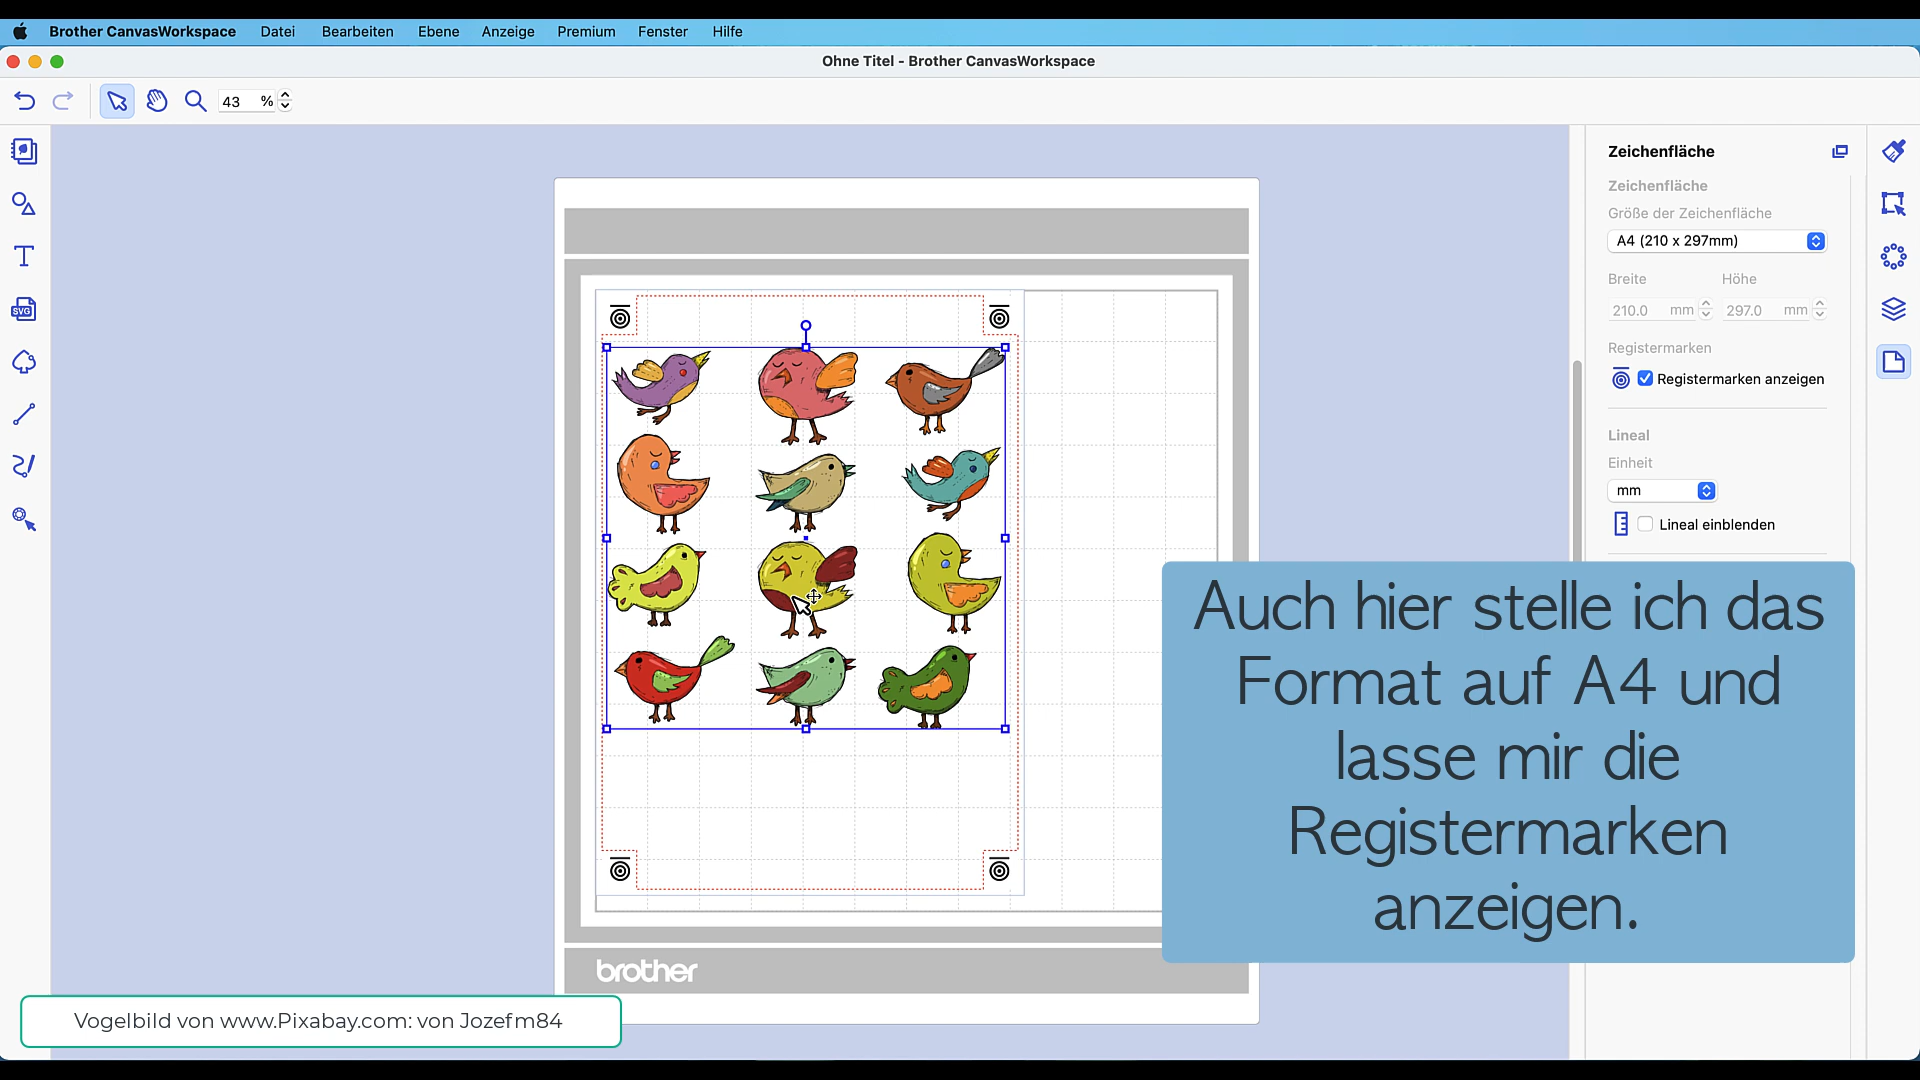 Brother CanvasWorkspace Datei Bearbeiten Ebene Anzeige Premium Fenster Hilfe
Ohne Titel - Brother CanvasWorkspace
43 %
Zeichenfläche
Zeichenfläche
Größe der Zeichenfläche
A4 (210 x 297mm)
Breite Höhe
210.0 mm 297.0 mm
Registermarken
Registermarken anzeigen
Lineal
Einheit
mm
Lineal einblenden
SVG
Auch hier stelle ich das
Format auf A4 und
lasse mir die
Registermarken
anzeigen.
brother
Vogelbild von www.Pixabay.com: von Jozefm84